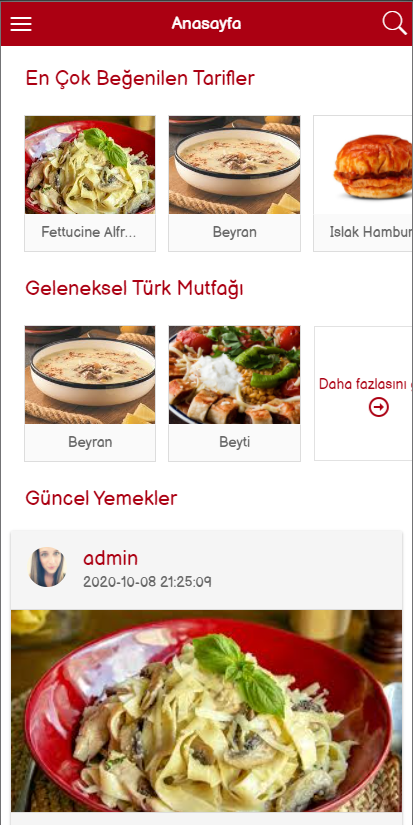 Anasayfa
En Çok Beğenilen Tarifler
Fettucine Alfr...
Beyran
Islak Hambur
Geleneksel Türk Mutfağı
Beyran
Beyti
Daha fazlasını
Güncel Yemekler
admin
2020-10-08 21:25:09